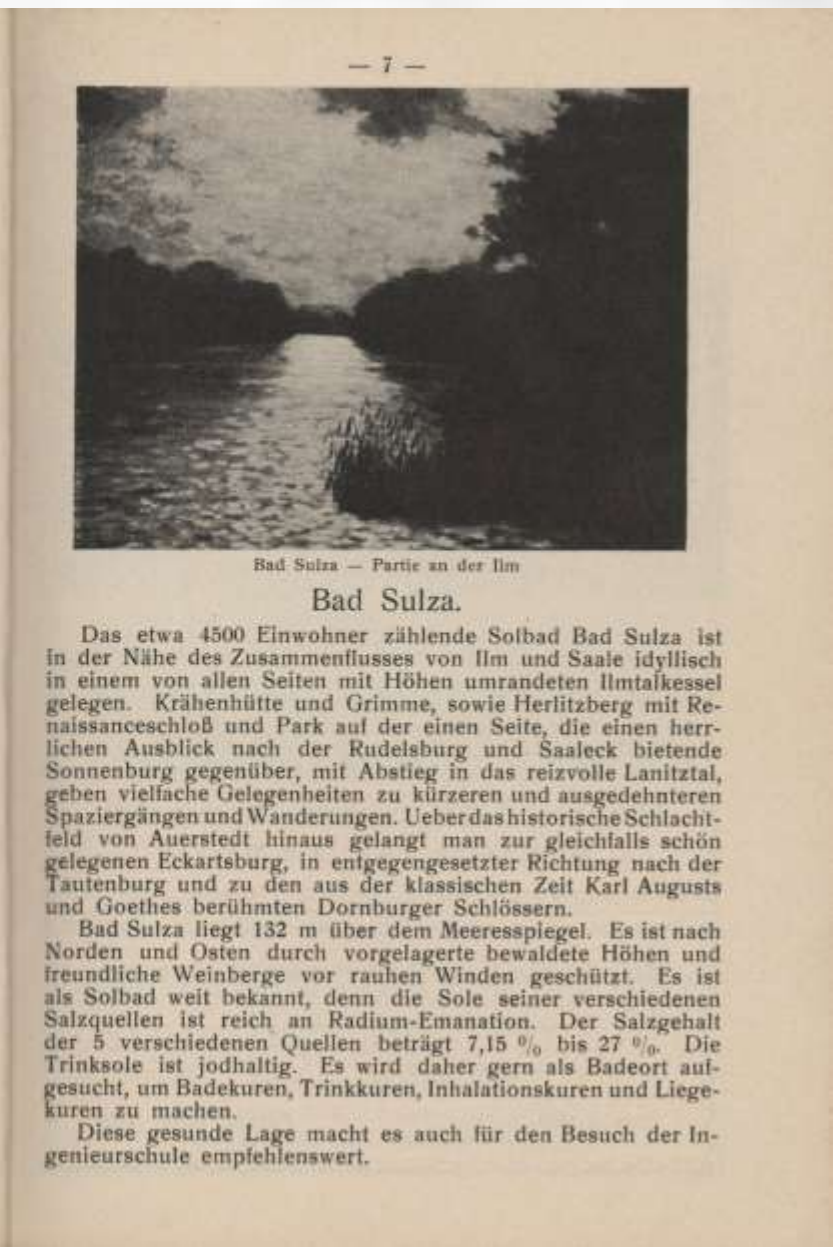 — 7 —
Bad Sulza — Partie an der Ilm
Bad Sulza.
Das etwa 4500 Einwohner zählende Solbad Bad Sulza ist
in der Nähe des Zusammenflusses von Ilm und Saale idyllisch
in einem von allen Seiten mit Höhen umrandeten Ilmtalkessel
gelegen. Krähenhütte und Grimme, sowie Herlitzberg mit Re-
naissanceschloß und Park auf der einen Seite, die einen herr-
lichen Ausblick nach der Rudelsburg und Saaleck bietende
Sonnenburg gegenüber, mit Abstieg in das reizvolle Lanitztal,
geben vielfache Gelegenheiten zu kürzeren und ausgedehnteren
Spaziergängen und Wanderungen. Ueber das historische Schlacht-
feld von Auerstedt hinaus gelangt man zur gleichfalls schön
gelegenen Eckartsburg, in entgegengesetzter Richtung nach der
Tautenburg und zu den aus der klassischen Zeit Karl Augusts
und Goethes berühmten Dornburger Schlössern.
Bad Sulza liegt 132 m über dem Meeresspiegel. Es ist nach
Norden und Osten durch vorgelagerte bewaldete Höhen und
freundliche Weinberge vor rauhen Winden geschützt. Es ist
als Solbad weit bekannt, denn die Sole seiner verschiedenen
Salzquellen ist reich an Radium-Emanation. Der Salzgehalt
der 5 verschiedenen Quellen beträgt 7,15 % bis 27 %. Die
Trinksole ist jodhaltig. Es wird daher gern als Badeort auf-
gesucht, um Badekuren, Trinkkuren, Inhalationskuren und Liege-
kuren zu machen.
Diese gesunde Lage macht es auch für den Besuch der In-
genieurschule empfehlenswert.